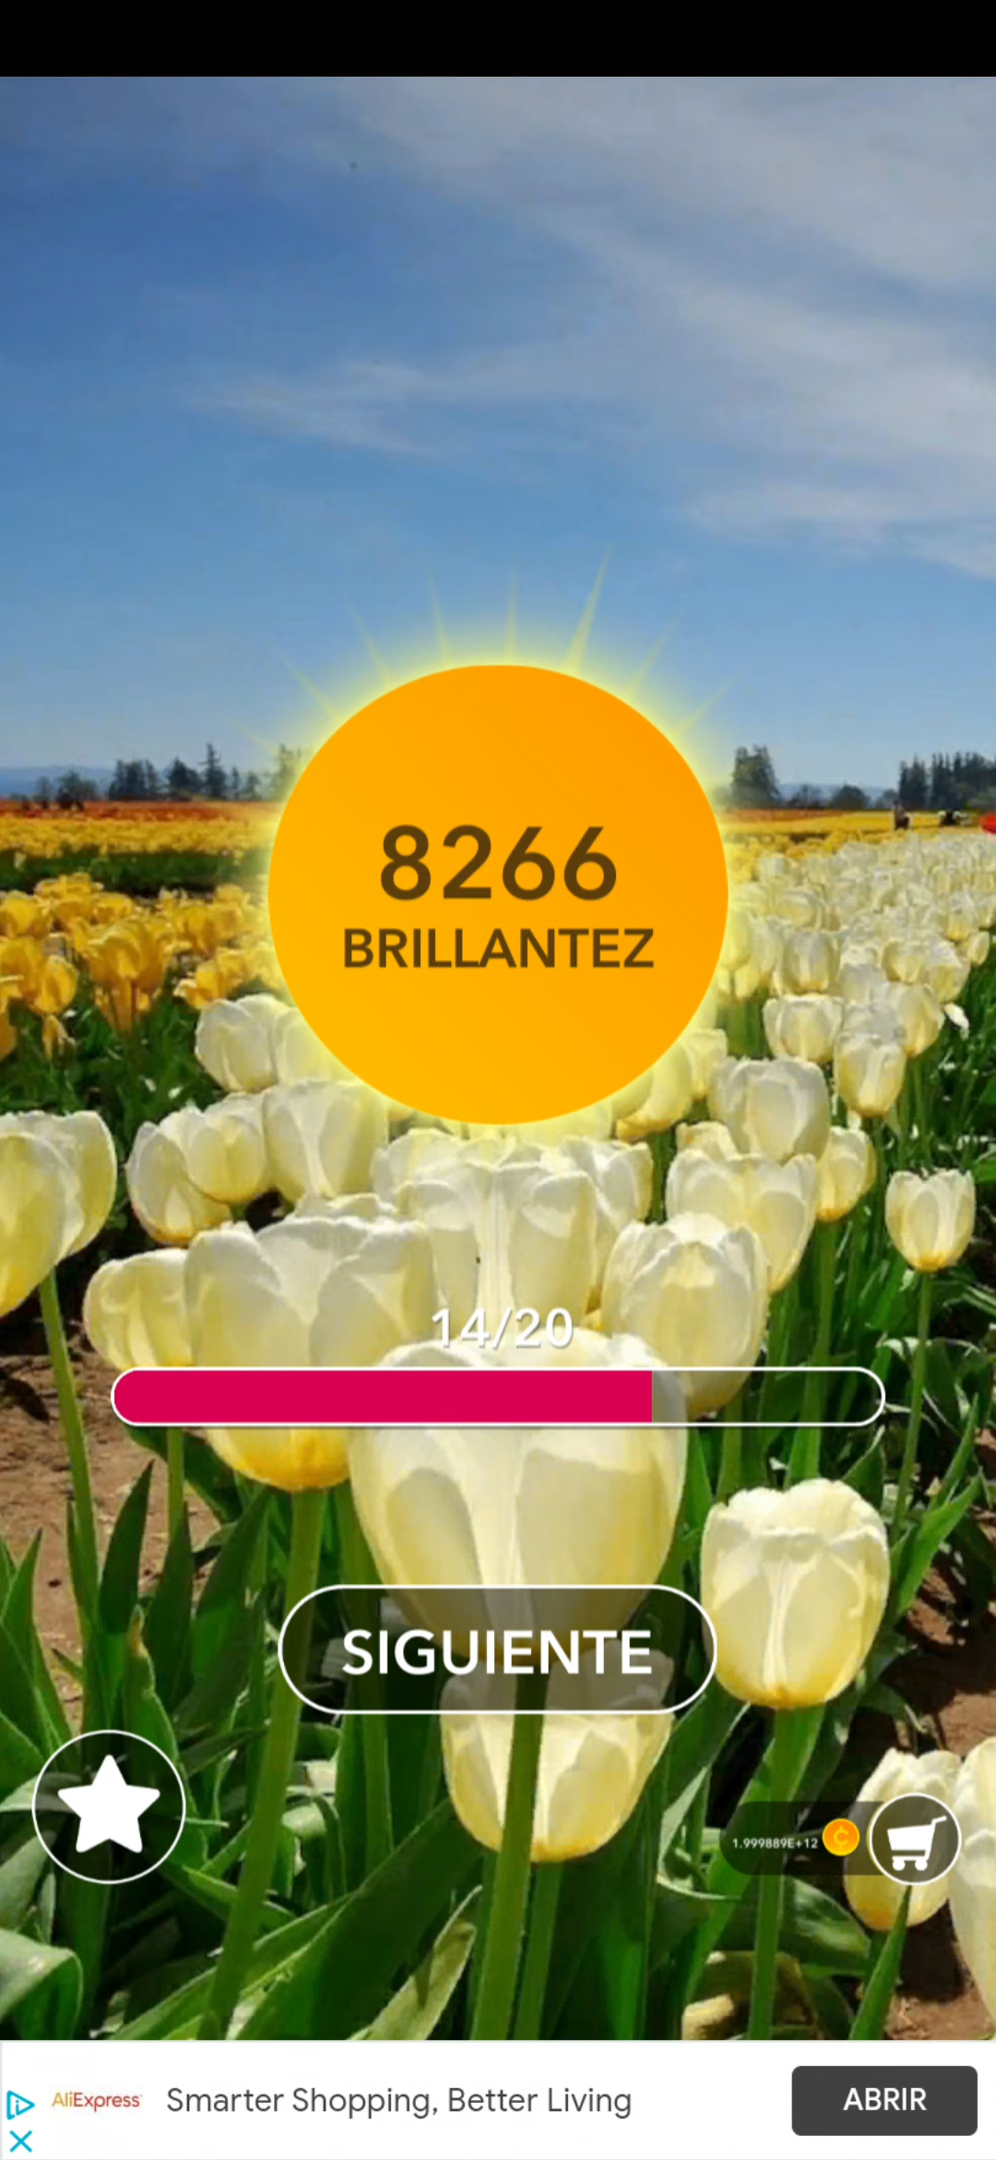 8266
BRILLANTEZ
14/20
SIGUIENTE
1.999889E+12
AliExpress
Smarter Shopping, Better Living
ABRIR